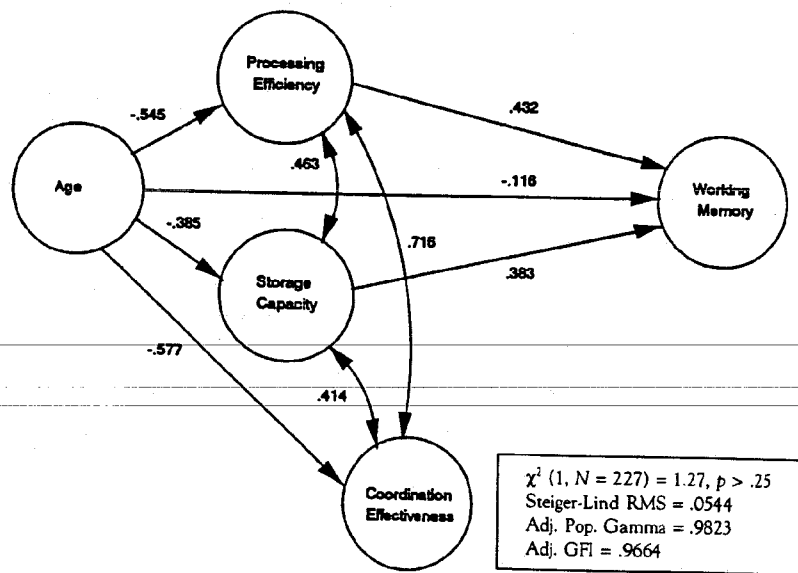 Processing
Efficiency
-.545
.432
.463
Age
-.116
Working
Memory
-.385
.716
Storage
Capacity
.383
-.577
.414
Coordination
Effectiveness
χ² (1, N = 227) = 1.27, p > .25
Steiger-Lind RMS = .0544
Adj. Pop. Gamma = .9823
Adj. GFI = .9664